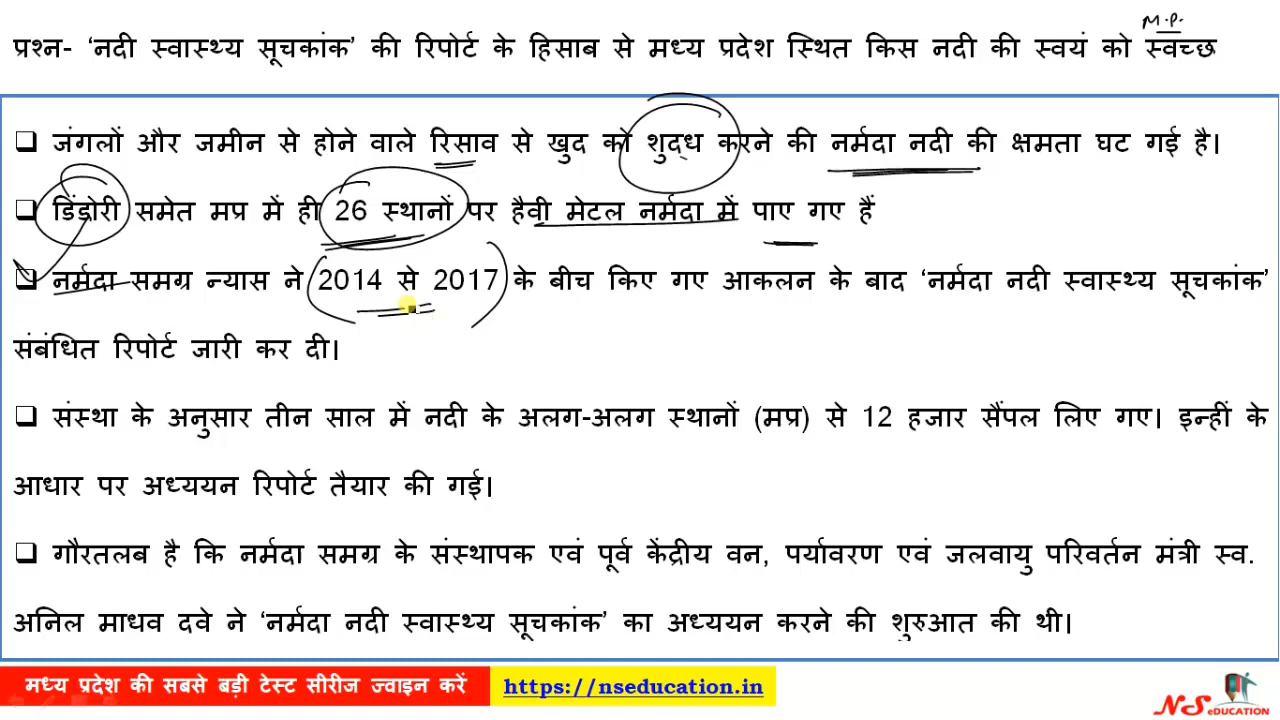 M.P.
प्रश्न- ‘नदी स्वास्थ्य सूचकांक’ की रिपोर्ट के हिसाब से मध्य प्रदेश स्थित किस नदी की स्वयं को स्वच्छ
❑ जंगलों और जमीन से होने वाले रिसाव से खुद को शुद्ध करने की नर्मदा नदी की क्षमता घट गई है।
❑ डिंडोरी समेत मप्र में ही 26 स्थानों पर हैवी मेटल नर्मदा में पाए गए हैं
❑ नर्मदा समग्र न्यास ने 2014 से 2017 के बीच किए गए आकलन के बाद ‘नर्मदा नदी स्वास्थ्य सूचकांक’
संबंधित रिपोर्ट जारी कर दी।
❑ संस्था के अनुसार तीन साल में नदी के अलग-अलग स्थानों (मप्र) से 12 हजार सैंपल लिए गए। इन्हीं के
आधार पर अध्ययन रिपोर्ट तैयार की गई।
❑ गौरतलब है कि नर्मदा समग्र के संस्थापक एवं पूर्व केंद्रीय वन, पर्यावरण एवं जलवायु परिवर्तन मंत्री स्व.
अनिल माधव दवे ने ‘नर्मदा नदी स्वास्थ्य सूचकांक’ का अध्ययन करने की शुरुआत की थी।
मध्य प्रदेश की सबसे बड़ी टेस्ट सीरीज ज्वाइन करें https://nseducation.in
NS eDUCATION